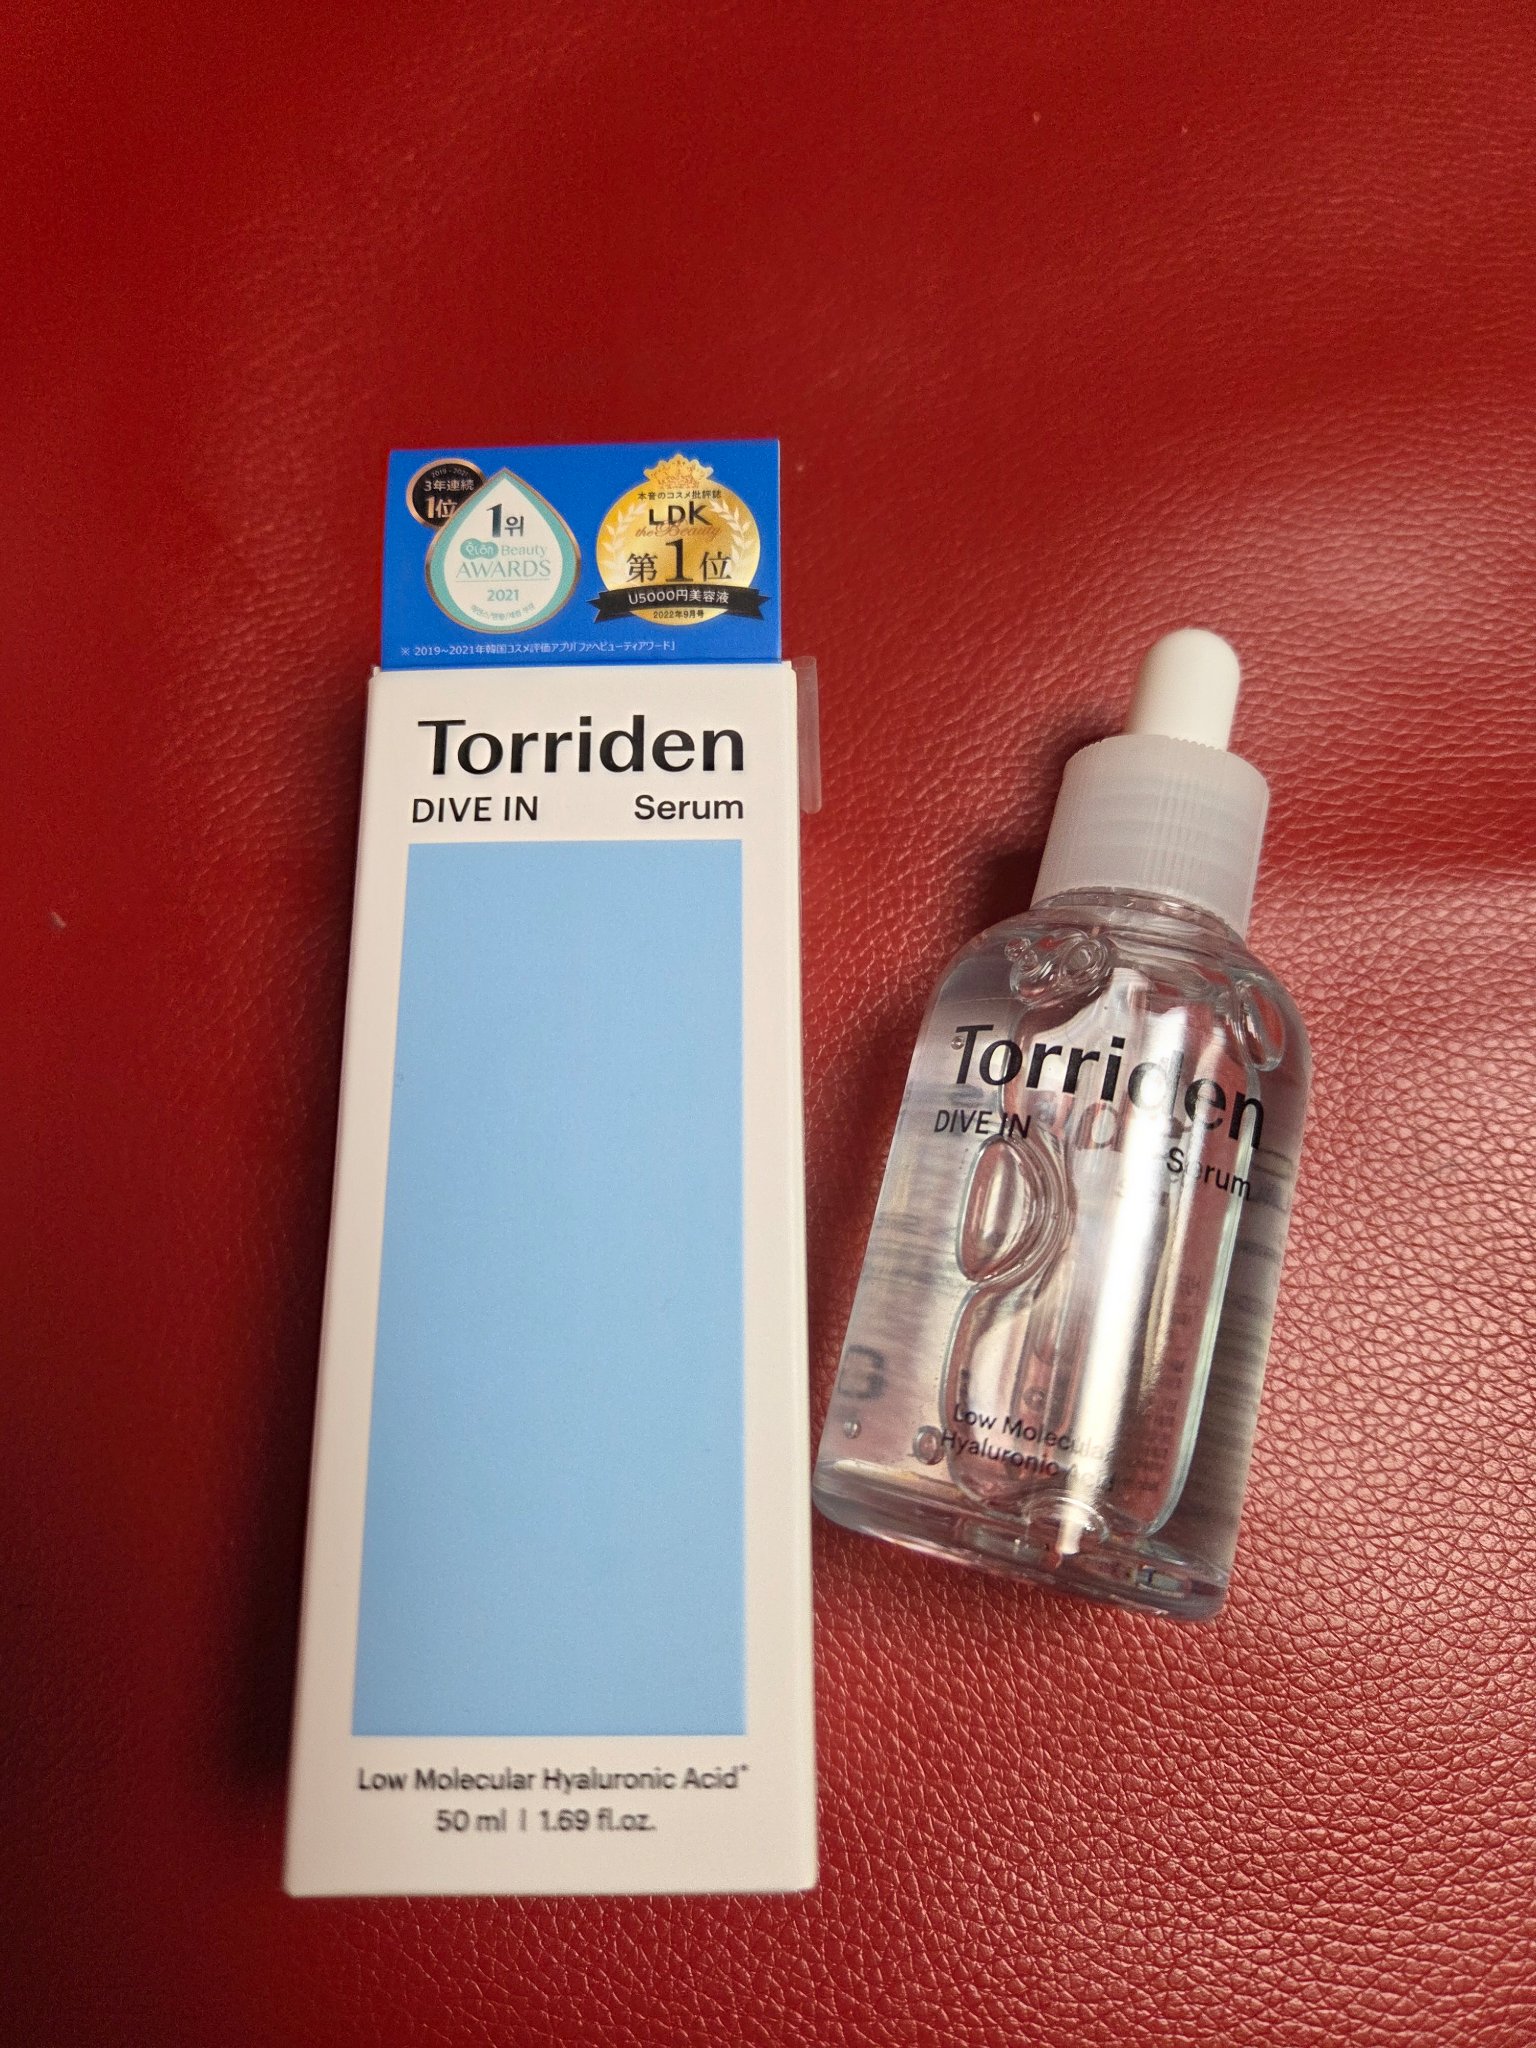 2019 - 2021
3年連続
1位
1위
Beauty
AWARDS
2021
本音のコスメ批評誌
LDK
the Beauty
第1位
U5000円美容液
2022年9月号
※ 2019~2021年韓国コスメ評価アプリ「ファヘビューティアワード」
Torriden
DIVE IN Serum
Low Molecular Hyaluronic Acid*
50 ml | 1.69 fl.oz.
Torriden
DIVE IN
Serum
Low Molecular
Hyaluronic Acid